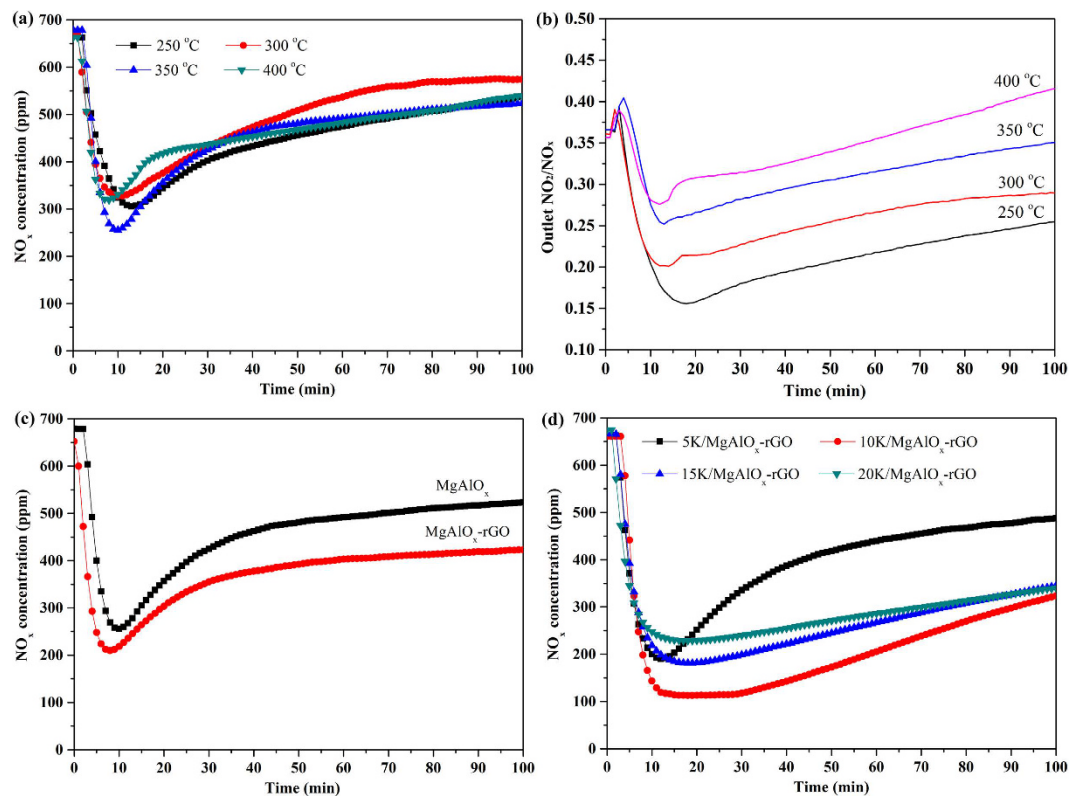 (a)
250 °C
300 °C
350 °C
400 °C
NOₓ concentration (ppm)
700
600
500
400
300
200
100
0
0 10 20 30 40 50 60 70 80 90 100
Time (min)
(b)
400 °C
350 °C
300 °C
250 °C
Outlet NO₂/NOₓ
0.50
0.45
0.40
0.35
0.30
0.25
0.20
0.15
0.10
0 10 20 30 40 50 60 70 80 90 100
Time (min)
(c)
MgAlOₓ
MgAlOₓ-rGO
NOₓ concentration (ppm)
700
600
500
400
300
200
100
0
0 10 20 30 40 50 60 70 80 90 100
Time (min)
(d)
5K/MgAlOₓ-rGO
10K/MgAlOₓ-rGO
15K/MgAlOₓ-rGO
20K/MgAlOₓ-rGO
NOₓ concentration (ppm)
700
600
500
400
300
200
100
0
0 10 20 30 40 50 60 70 80 90 100
Time (min)